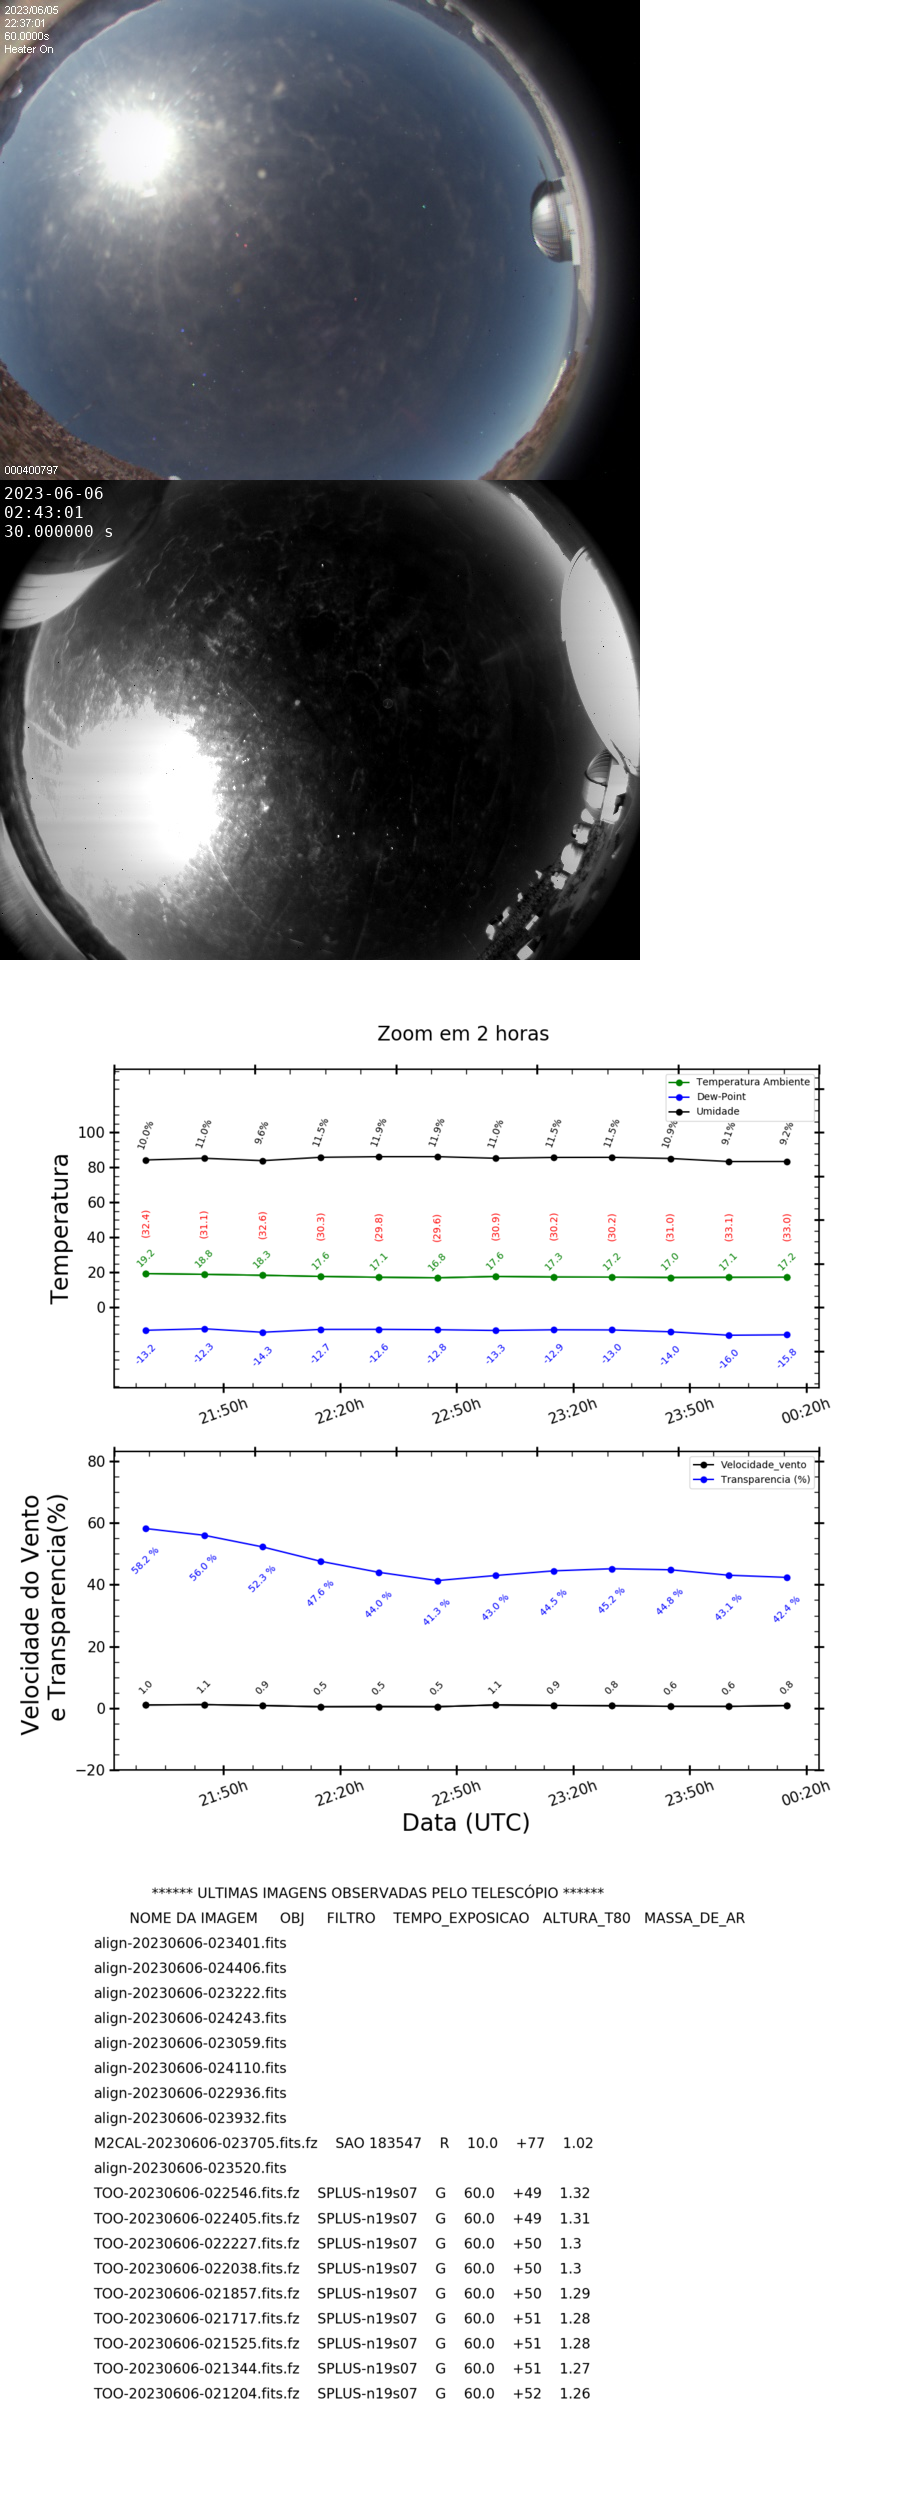 2023/06/05
22:37:01
60.0000s
Heater On
000400797
2023-06-06
02:43:01
30.000000 s
Zoom em 2 horas
Temperatura Ambiente
Dew-Point
Umidade
10.0% 11.0% 9.6% 11.5% 11.9% 11.9% 11.0% 11.5% 11.5% 10.9% 9.1% 9.2%
(32.4) (31.1) (32.6) (30.3) (29.8) (29.6) (30.9) (30.2) (30.2) (31.0) (33.1) (33.0)
19.2 18.8 18.3 17.6 17.1 16.8 17.6 17.3 17.2 17.0 17.1 17.2
-13.2 -12.3 -14.3 -12.7 -12.6 -12.8 -13.3 -12.9 -13.0 -14.0 -16.0 -15.8
100
80
60
40
20
0
Temperatura
21:50h 22:20h 22:50h 23:20h 23:50h 00:20h
Velocidade_vento
Transparencia (%)
58.2 % 56.0 % 52.3 % 47.6 % 44.0 % 41.3 % 43.0 % 44.5 % 45.2 % 44.8 % 43.1 % 42.4 %
1.0 1.1 0.9 0.5 0.5 0.5 1.1 0.9 0.8 0.6 0.6 0.8
80
60
40
20
0
−20
Velocidade do Vento
e Transparencia(%)
21:50h 22:20h 22:50h 23:20h 23:50h 00:20h
Data (UTC)
****** ULTIMAS IMAGENS OBSERVADAS PELO TELESCÓPIO ******
NOME DA IMAGEM OBJ FILTRO TEMPO_EXPOSICAO ALTURA_T80 MASSA_DE_AR
align-20230606-023401.fits
align-20230606-024406.fits
align-20230606-023222.fits
align-20230606-024243.fits
align-20230606-023059.fits
align-20230606-024110.fits
align-20230606-022936.fits
align-20230606-023932.fits
M2CAL-20230606-023705.fits.fz SAO 183547 R 10.0 +77 1.02
align-20230606-023520.fits
TOO-20230606-022546.fits.fz SPLUS-n19s07 G 60.0 +49 1.32
TOO-20230606-022405.fits.fz SPLUS-n19s07 G 60.0 +49 1.31
TOO-20230606-022227.fits.fz SPLUS-n19s07 G 60.0 +50 1.3
TOO-20230606-022038.fits.fz SPLUS-n19s07 G 60.0 +50 1.3
TOO-20230606-021857.fits.fz SPLUS-n19s07 G 60.0 +50 1.29
TOO-20230606-021717.fits.fz SPLUS-n19s07 G 60.0 +51 1.28
TOO-20230606-021525.fits.fz SPLUS-n19s07 G 60.0 +51 1.28
TOO-20230606-021344.fits.fz SPLUS-n19s07 G 60.0 +51 1.27
TOO-20230606-021204.fits.fz SPLUS-n19s07 G 60.0 +52 1.26